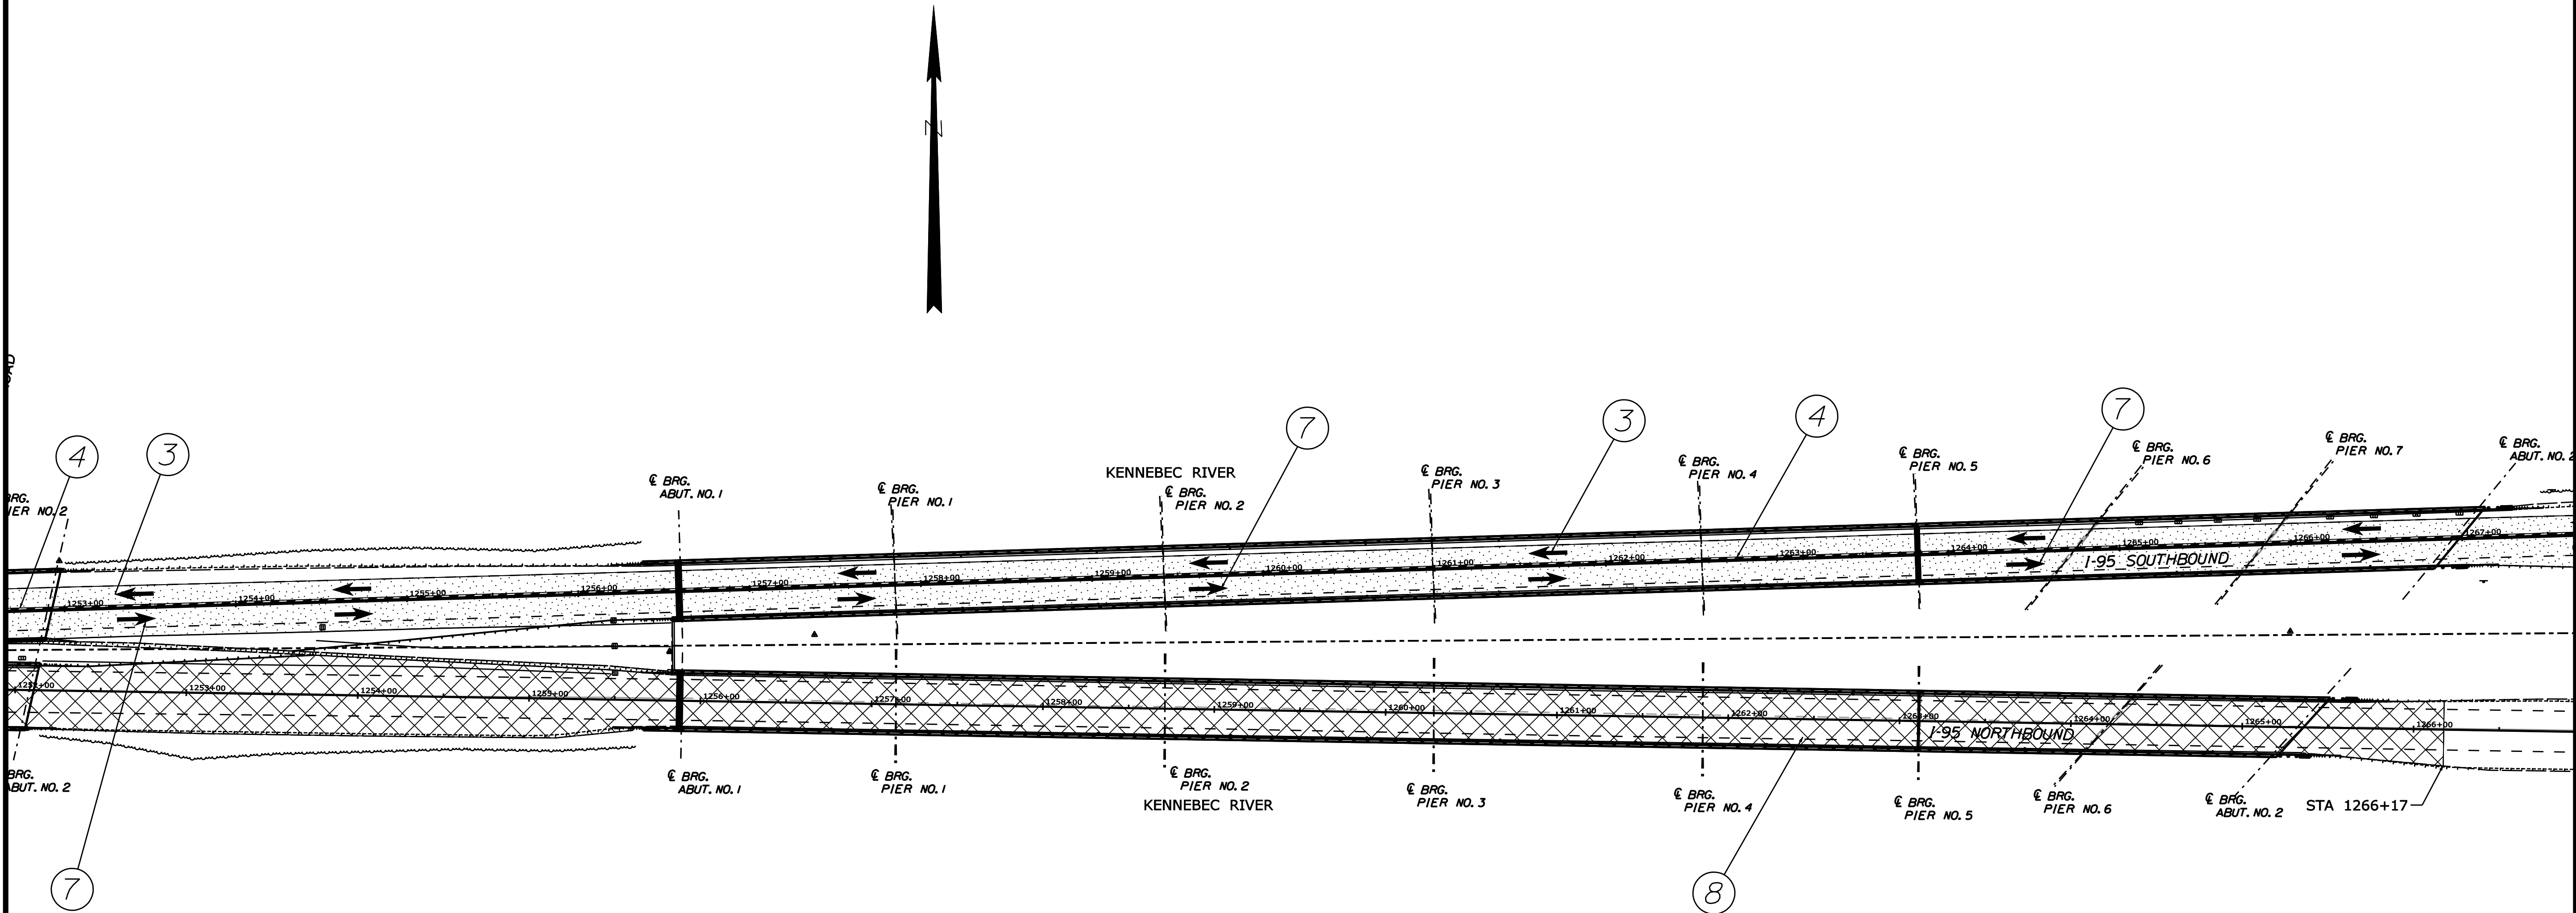 N
7
3
4
7
4
3
℄ BRG.
PIER NO. 6
℄ BRG.
PIER NO. 7
℄ BRG.
ABUT. NO. 2
℄ BRG.
PIER NO. 5
℄ BRG.
PIER NO. 4
℄ BRG.
PIER NO. 3
KENNEBEC RIVER
℄ BRG.
PIER NO. 2
℄ BRG.
PIER NO. 1
℄ BRG.
ABUT. NO. 1
BRG.
PIER NO. 2
1253+00
1254+00
1255+00
1256+00
1257+00
1258+00
1259+00
1260+00
1261+00
1262+00
1263+00
1264+00
1265+00
1266+00
1267+00
I-95 SOUTHBOUND
1252+00
1253+00
1254+00
1255+00
1256+00
1257+00
1258+00
1259+00
1260+00
1261+00
1262+00
1263+00
1264+00
1265+00
1266+00
I-95 NORTHBOUND
BRG.
ABUT. NO. 2
℄ BRG.
ABUT. NO. 1
℄ BRG.
PIER NO. 1
℄ BRG.
PIER NO. 2
KENNEBEC RIVER
℄ BRG.
PIER NO. 3
℄ BRG.
PIER NO. 4
℄ BRG.
PIER NO. 5
℄ BRG.
PIER NO. 6
℄ BRG.
ABUT. NO. 2
STA 1266+17
7
8